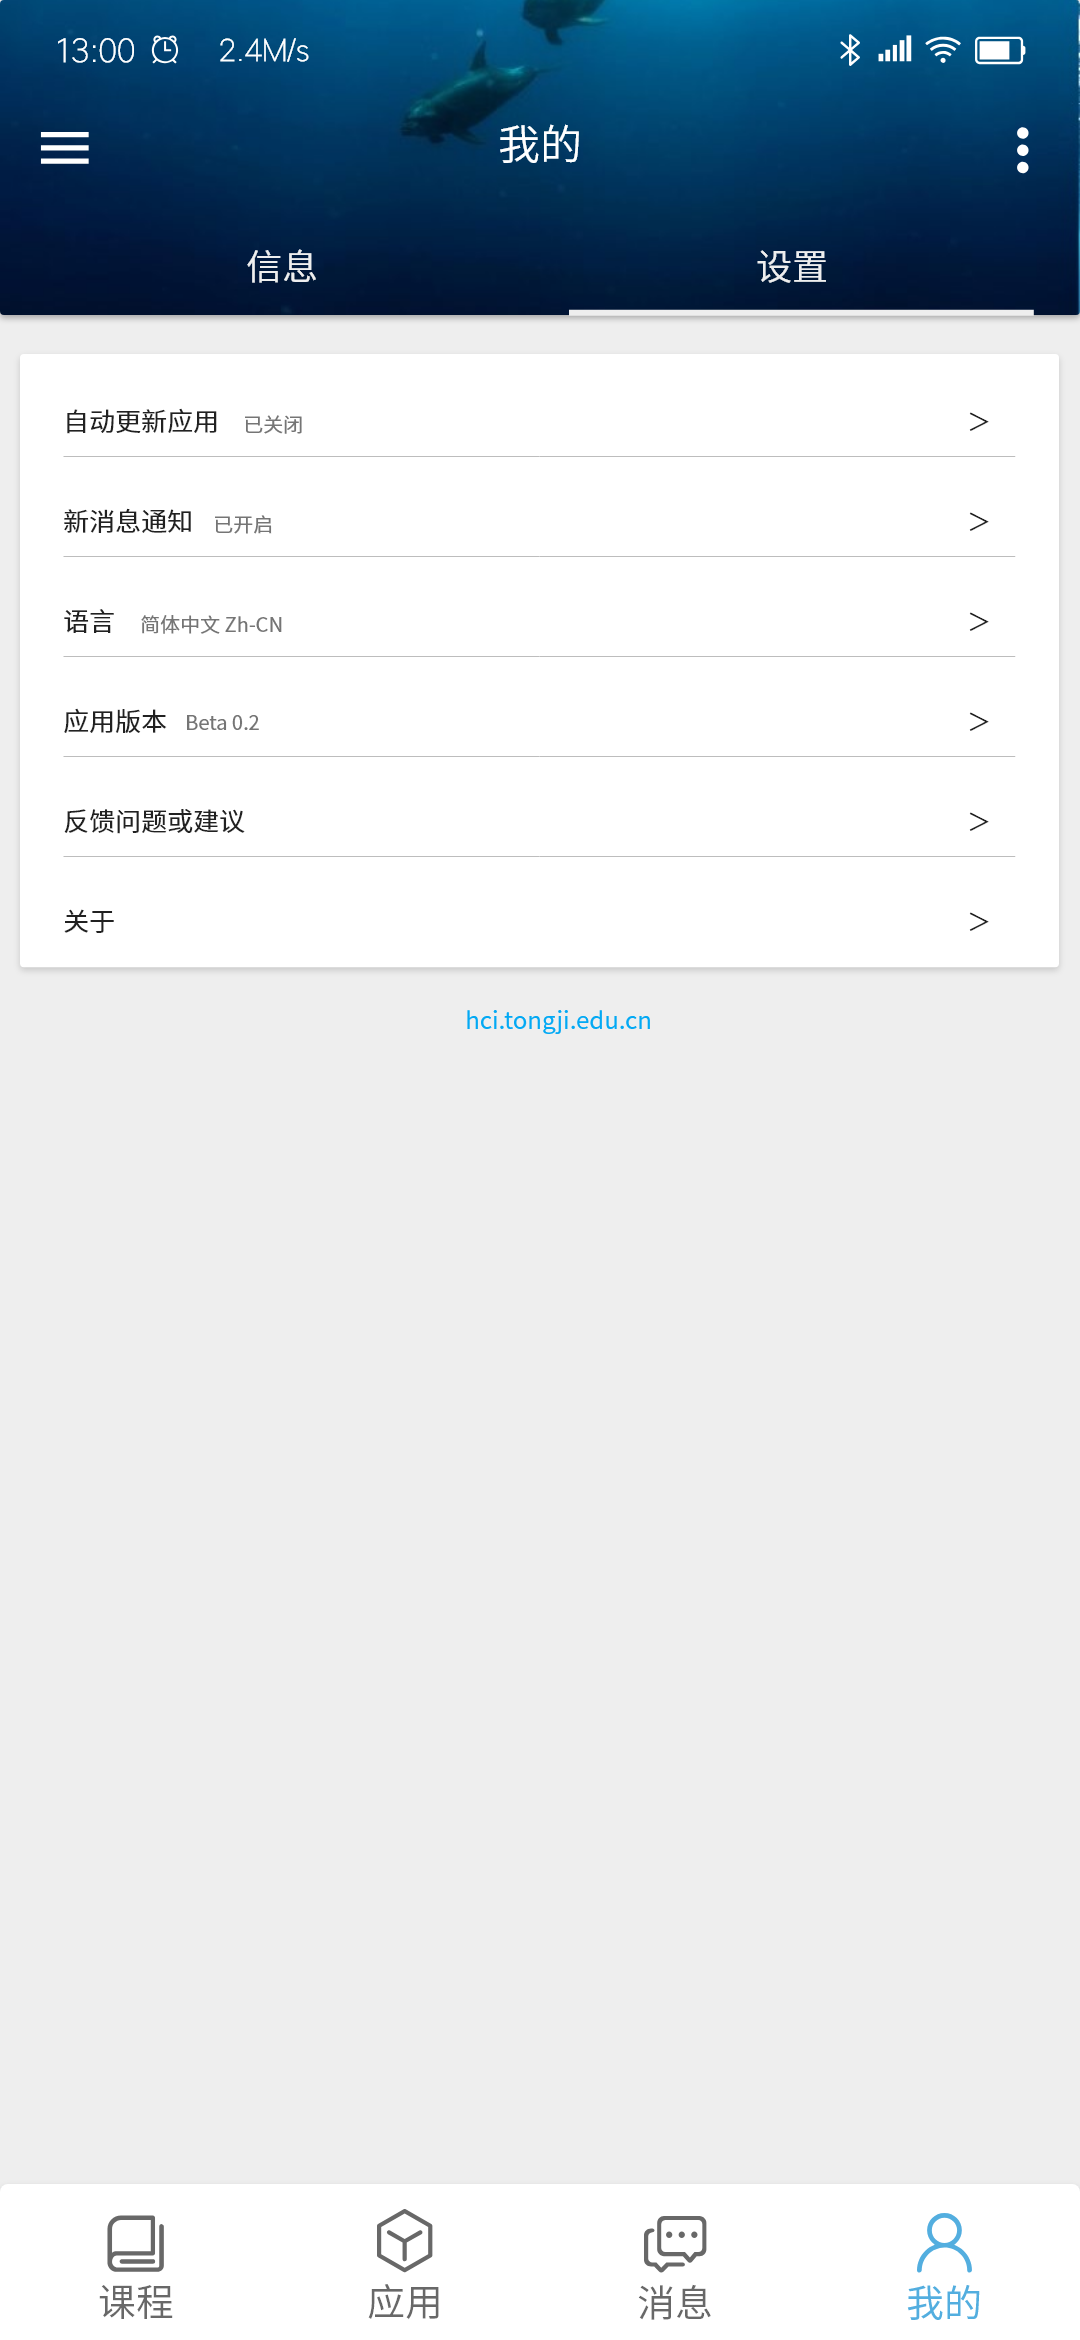 13:00 2.4M/s
我的
信息 设置
自动更新应用 已关闭 >
新消息通知 已开启 >
语言 简体中文 Zh-CN >
应用版本 Beta 0.2 >
反馈问题或建议 >
关于 >
hci.tongji.edu.cn
课程 应用 消息 我的